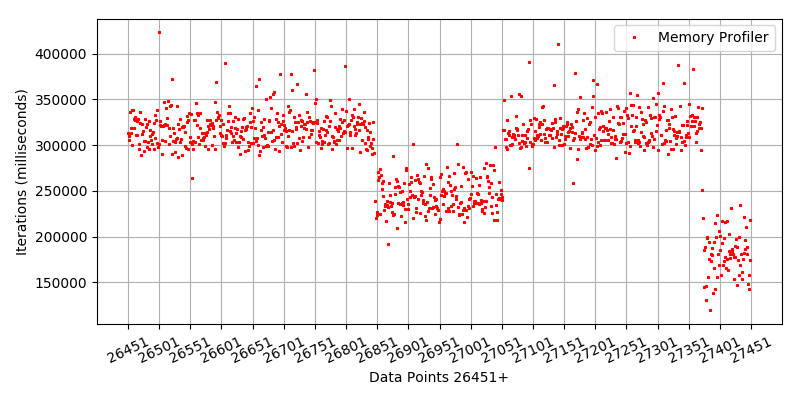 Memory Profiler
400000
350000
300000
250000
200000
150000
Iterations (milliseconds)
26451 26501 26551 26601 26651 26701 26751 26801 26851 26901 26951 27001 27051 27101 27151 27201 27251 27301 27351 27401 27451
Data Points 26451+